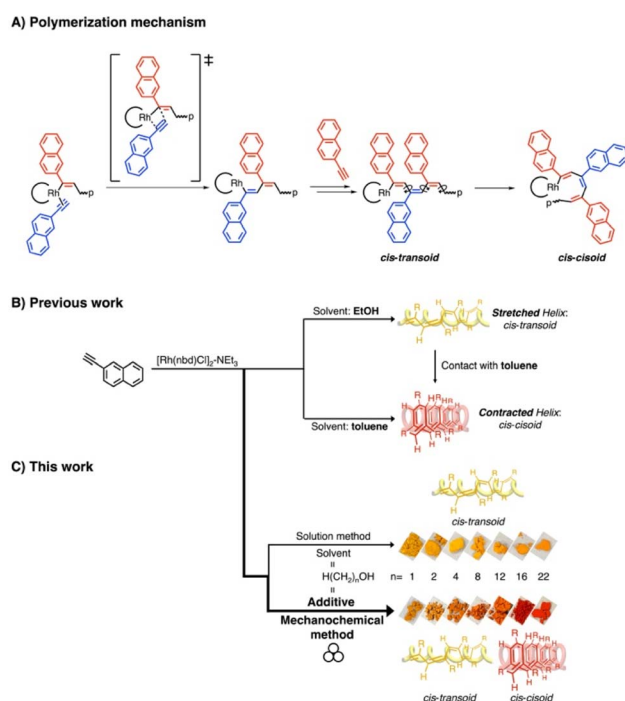 A) Polymerization mechanism
‡
Rh
p
Rh
p
Rh
p
Rh
p
Rh
p
cis-transoid
cis-cisoid
B) Previous work
[Rh(nbd)Cl]2-NEt3
Solvent: EtOH
Stretched Helix:
cis-transoid
Contact with toluene
Solvent: toluene
Contracted Helix:
cis-cisoid
C) This work
cis-transoid
Solution method
Solvent
=
H(CH2)nOH
n= 1 2 4 8 12 16 22
=
Additive
Mechanochemical
method
cis-transoid
cis-cisoid